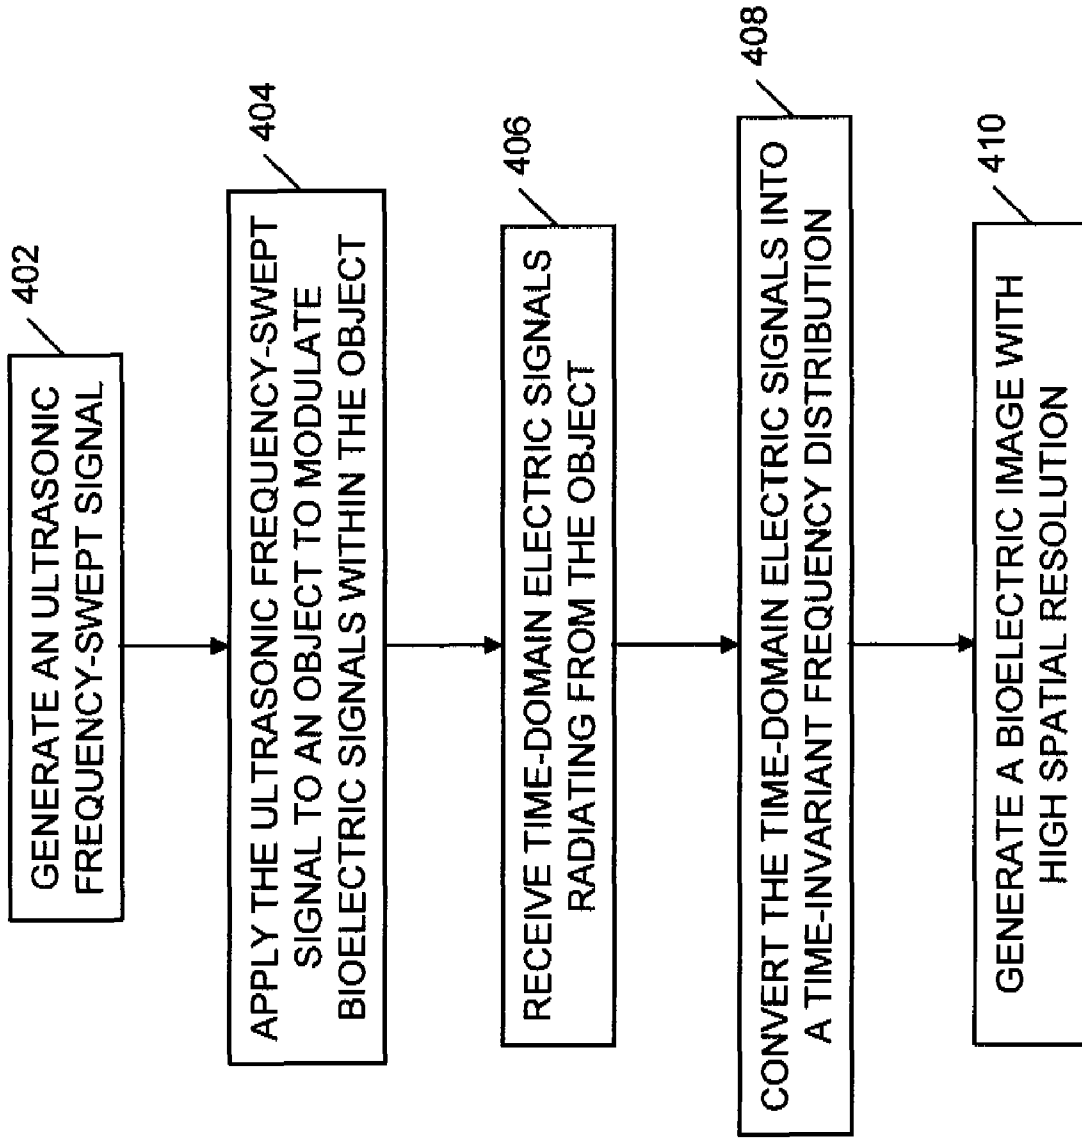 402
GENERATE AN ULTRASONIC
FREQUENCY-SWEPT SIGNAL
404
APPLY THE ULTRASONIC FREQUENCY-SWEPT
SIGNAL TO AN OBJECT TO MODULATE
BIOELECTRIC SIGNALS WITHIN THE OBJECT
406
RECEIVE TIME-DOMAIN ELECTRIC SIGNALS
RADIATING FROM THE OBJECT
408
CONVERT THE TIME-DOMAIN ELECTRIC SIGNALS INTO
A TIME-INVARIANT FREQUENCY DISTRIBUTION
410
GENERATE A BIOELECTRIC IMAGE WITH
HIGH SPATIAL RESOLUTION